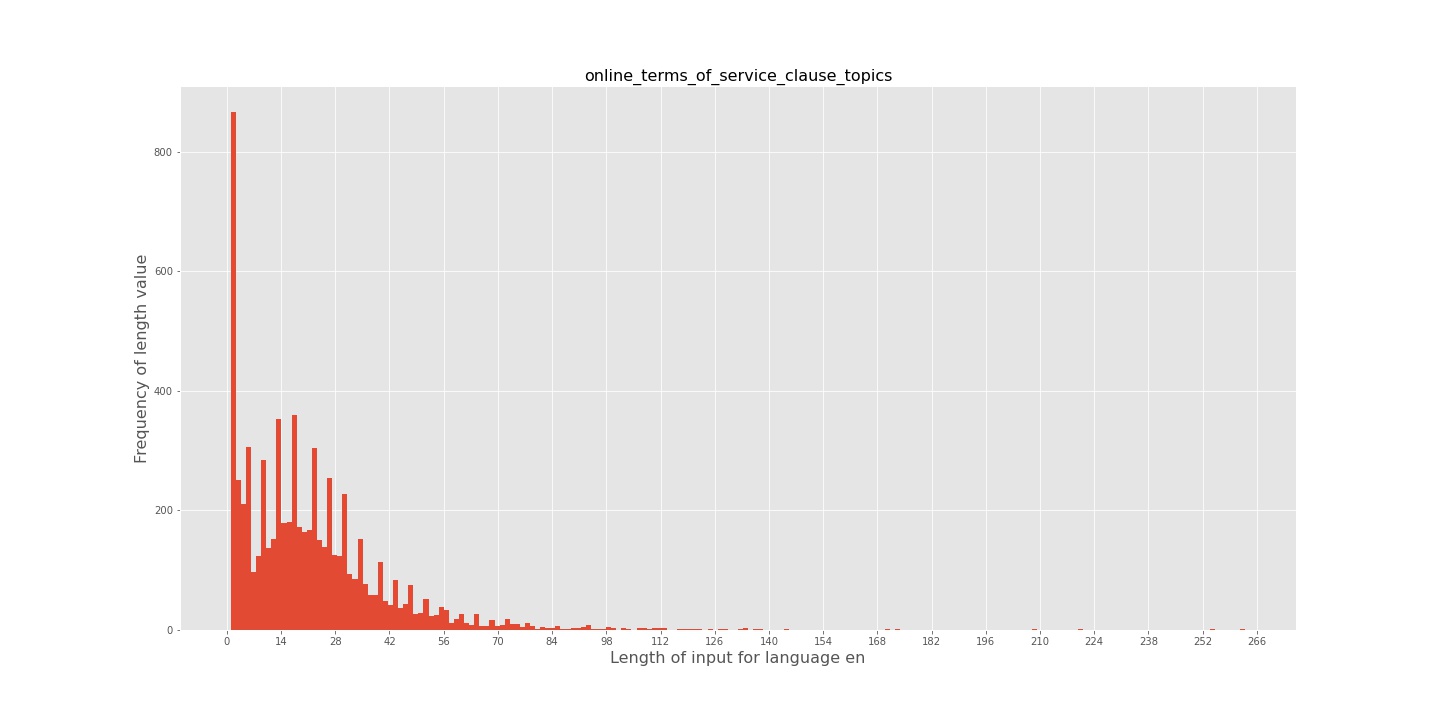 online_terms_of_service_clause_topics
Frequency of length value
800
600
400
200
0
0 14 28 42 56 70 84 98 112 126 140 154 168 182 196 210 224 238 252 266
Length of input for language en